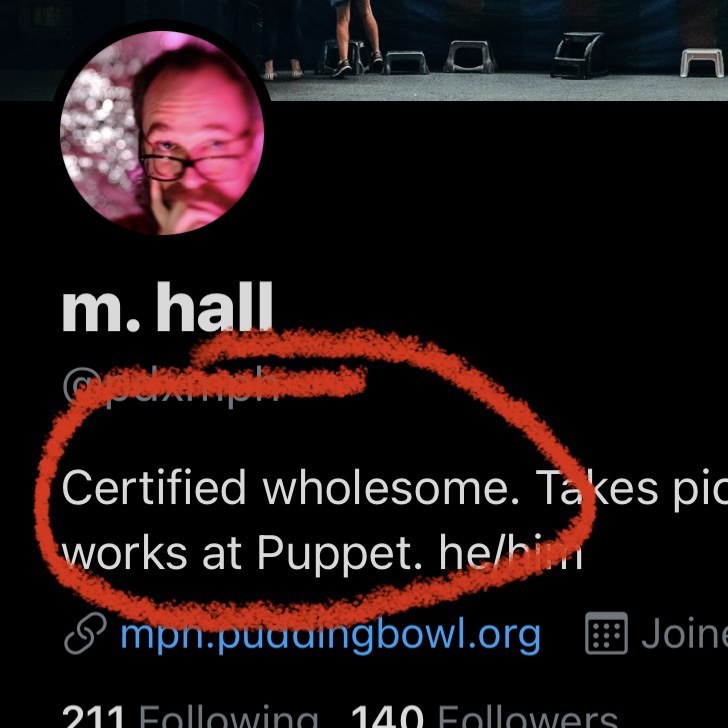 m. hall
@pdxmph
Certified wholesome. Takes pic
works at Puppet. he/him
mph.puddingbowl.org Joine
211 Following 140 Followers